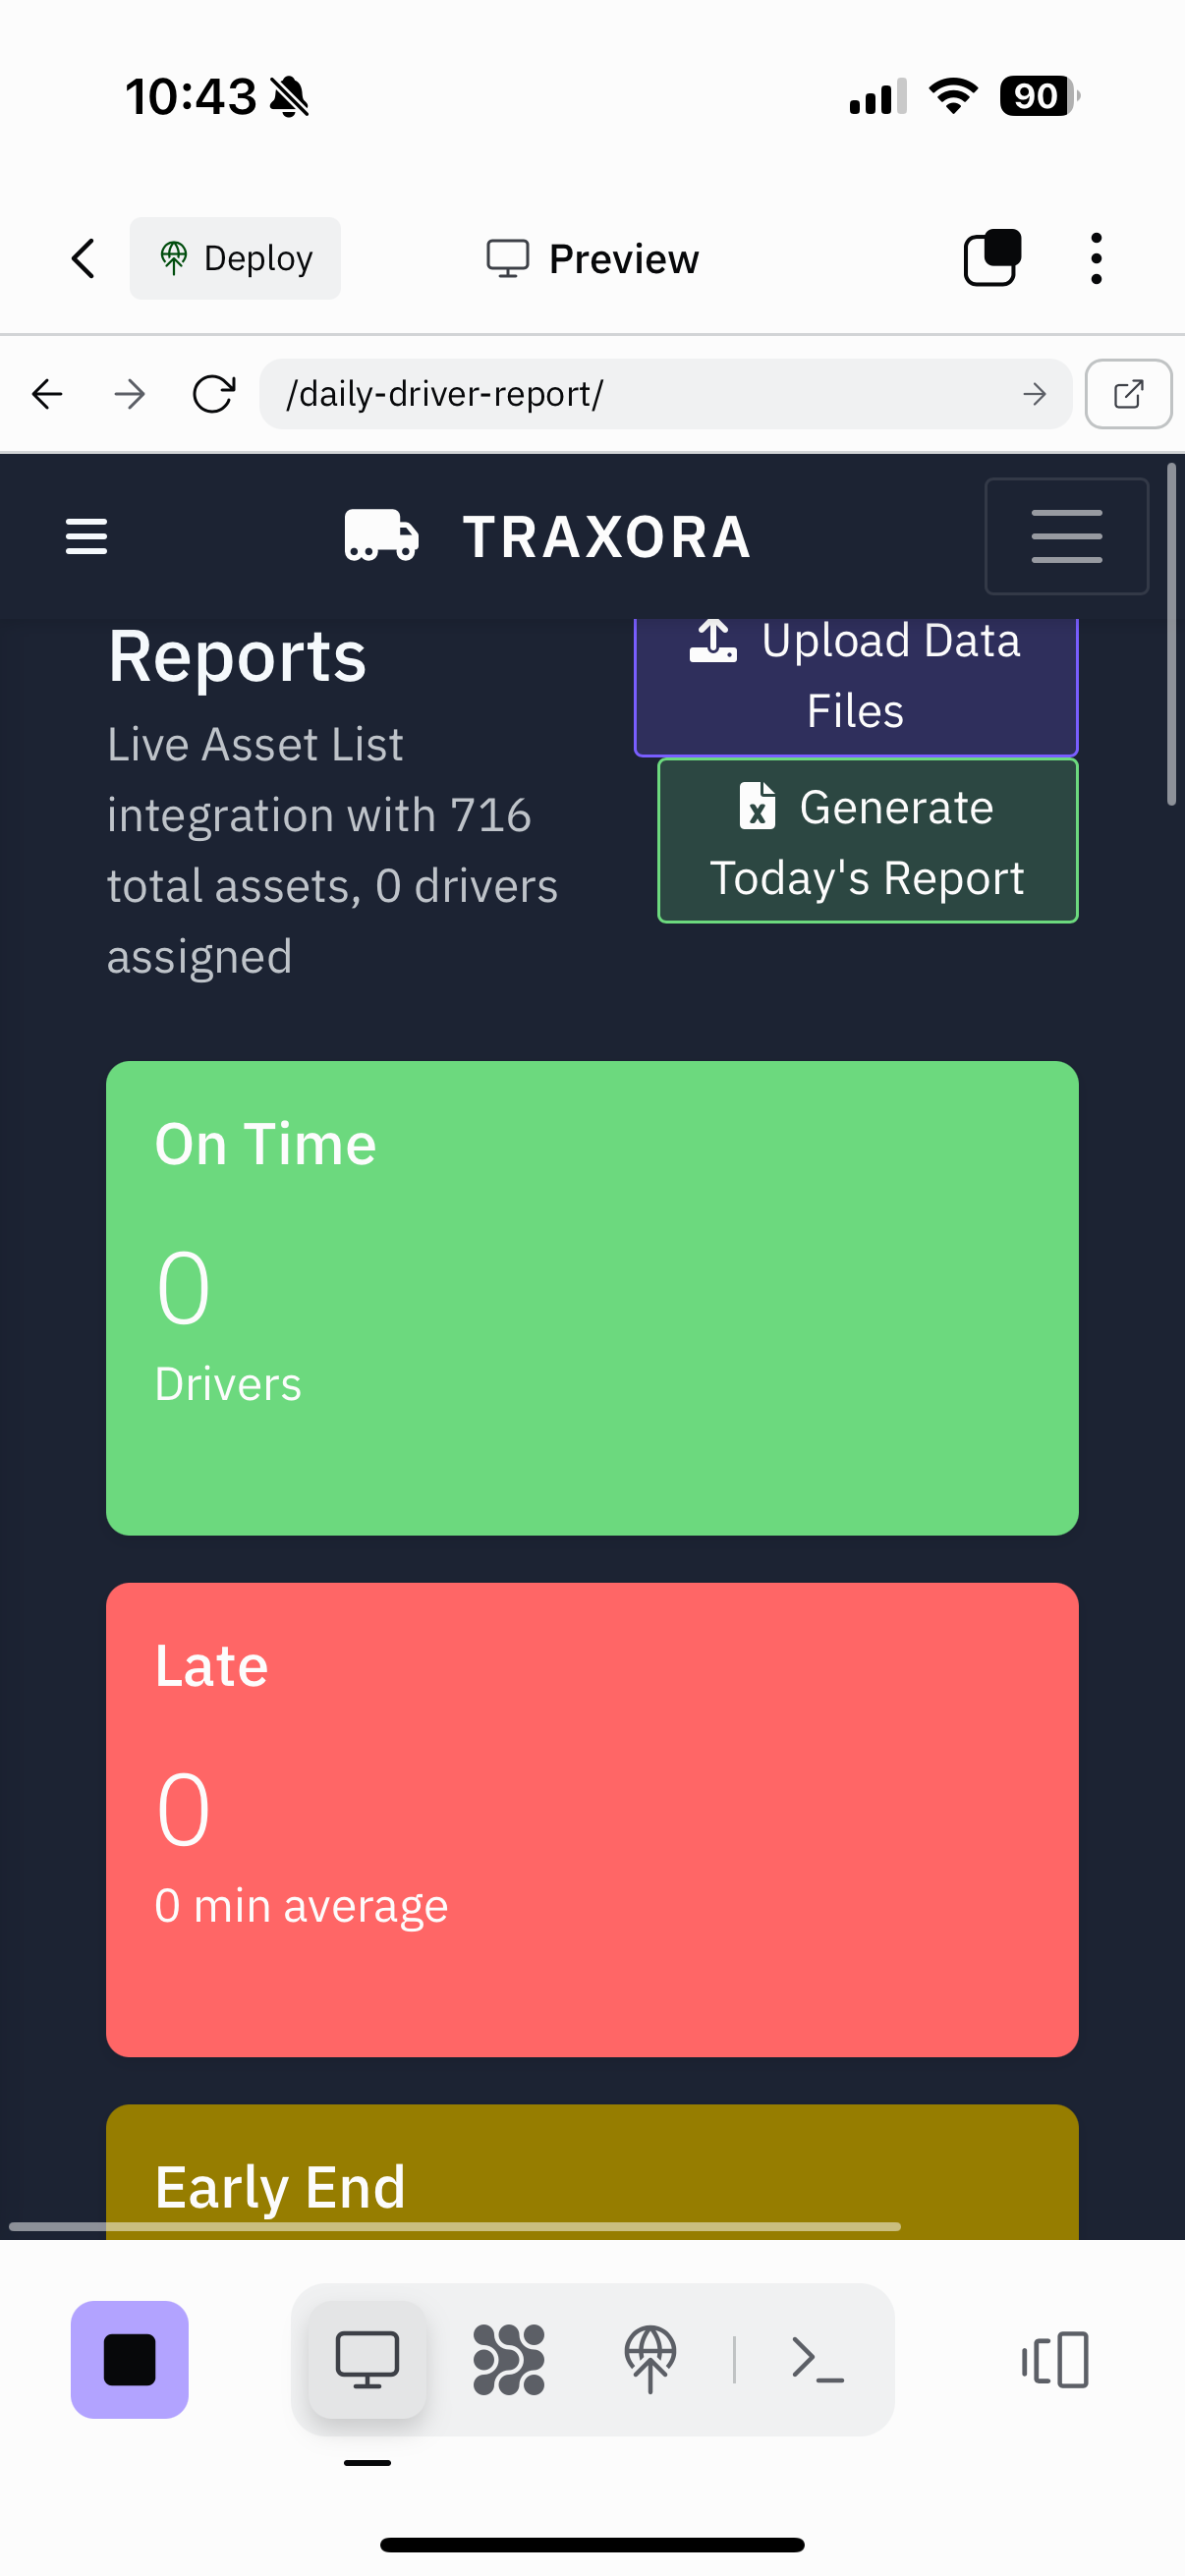 10:43
90
Deploy
Preview
/daily-driver-report/
TRAXORA
Reports
Live Asset List
integration with 716
total assets, 0 drivers
assigned
Upload Data
Files
Generate
Today's Report
On Time
0
Drivers
Late
0
0 min average
Early End